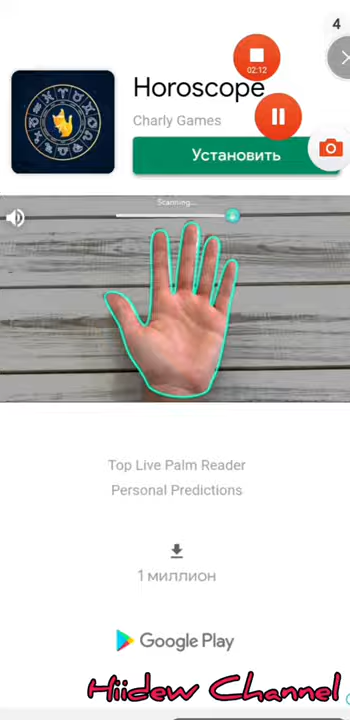 4
02:12
Horoscope
Charly Games
Установить
Scanning...
Top Live Palm Reader
Personal Predictions
1 миллион
Google Play
Hiidew Channel